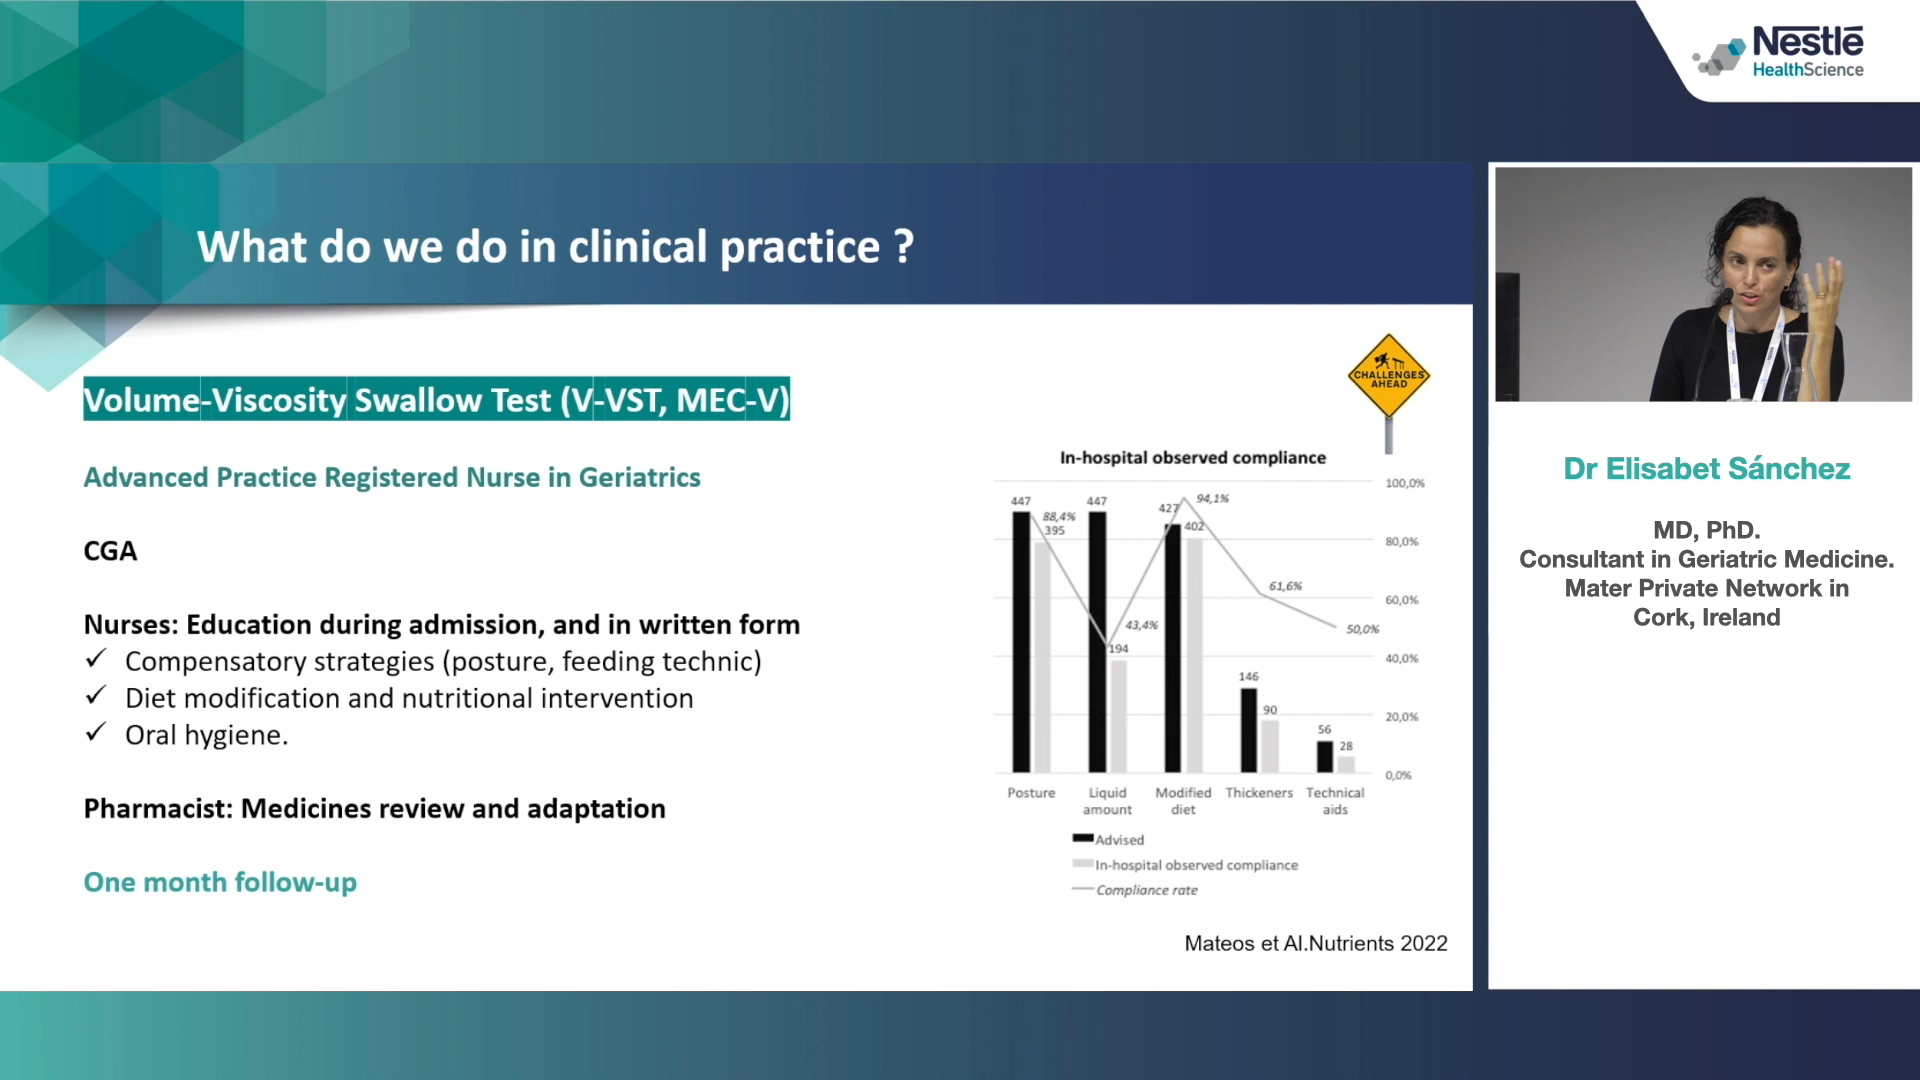 Nestlé
HealthScience
What do we do in clinical practice ?
Volume-Viscosity Swallow Test (V-VST, MEC-V)
Advanced Practice Registered Nurse in Geriatrics
CGA
Nurses: Education during admission, and in written form
✓ Compensatory strategies (posture, feeding technic)
✓ Diet modification and nutritional intervention
✓ Oral hygiene.
Pharmacist: Medicines review and adaptation
One month follow-up
CHALLENGES
AHEAD
In-hospital observed compliance
100,0%
80,0%
60,0%
40,0%
20,0%
0,0%
447
88,4%
395
447
43,4%
194
427
94,1%
402
146
61,6%
90
56
50,0%
28
Posture
Liquid
amount
Modified
diet
Thickeners
Technical
aids
Advised
In-hospital observed compliance
Compliance rate
Mateos et Al.Nutrients 2022
Dr Elisabet Sánchez
MD, PhD.
Consultant in Geriatric Medicine.
Mater Private Network in
Cork, Ireland